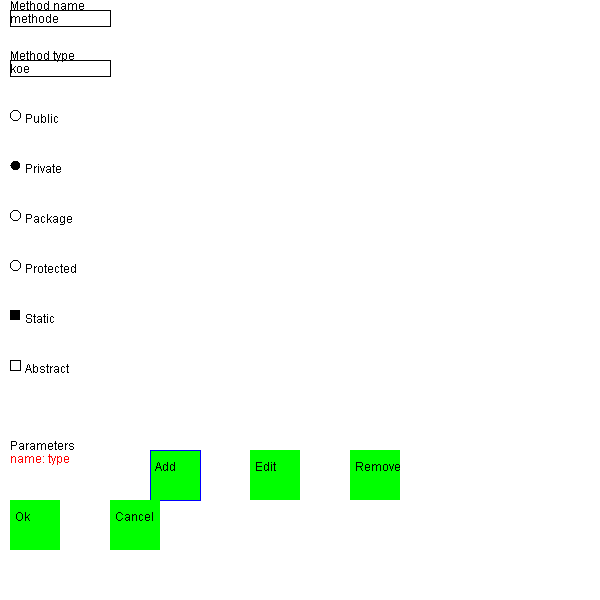 Method name
methode
Method type
koe
Public
Private
Package
Protected
Static
Abstract
Parameters
name: type
Add Edit Remove
Ok Cancel